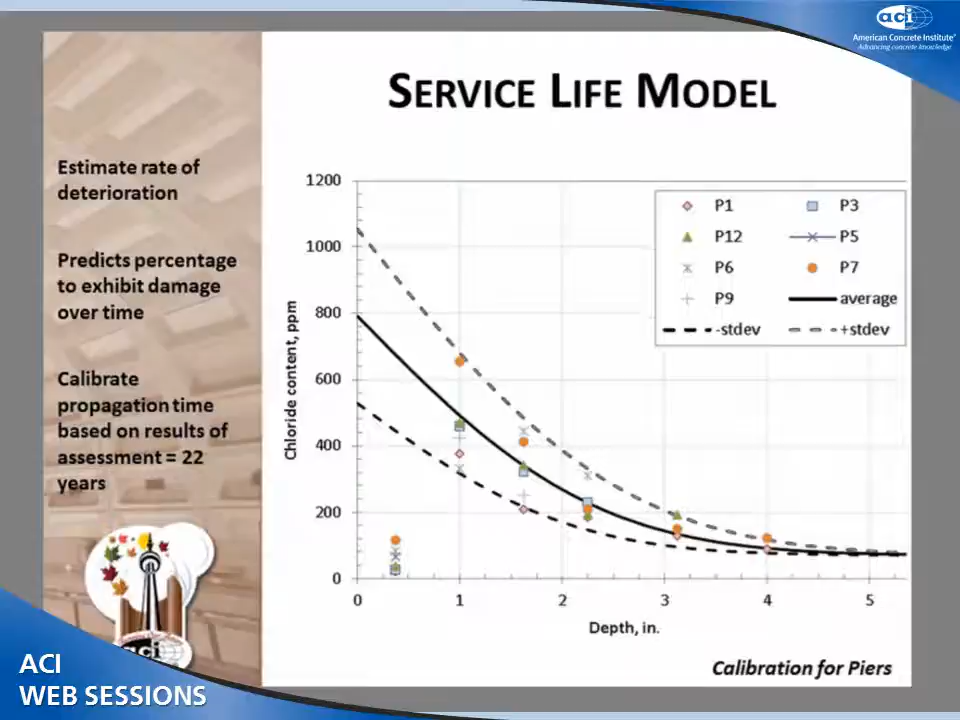 aci
American Concrete Institute®
Advancing concrete knowledge
SERVICE LIFE MODEL
Estimate rate of
deterioration
Predicts percentage
to exhibit damage
over time
Calibrate
propagation time
based on results of
assessment = 22
years
1200
1000
800
600
400
200
0
Chloride content, ppm
P1
P3
P12
P5
P6
P7
P9
average
-stdev
+stdev
0 1 2 3 4 5
Depth, in.
Calibration for Piers
aci
ACI
WEB SESSIONS